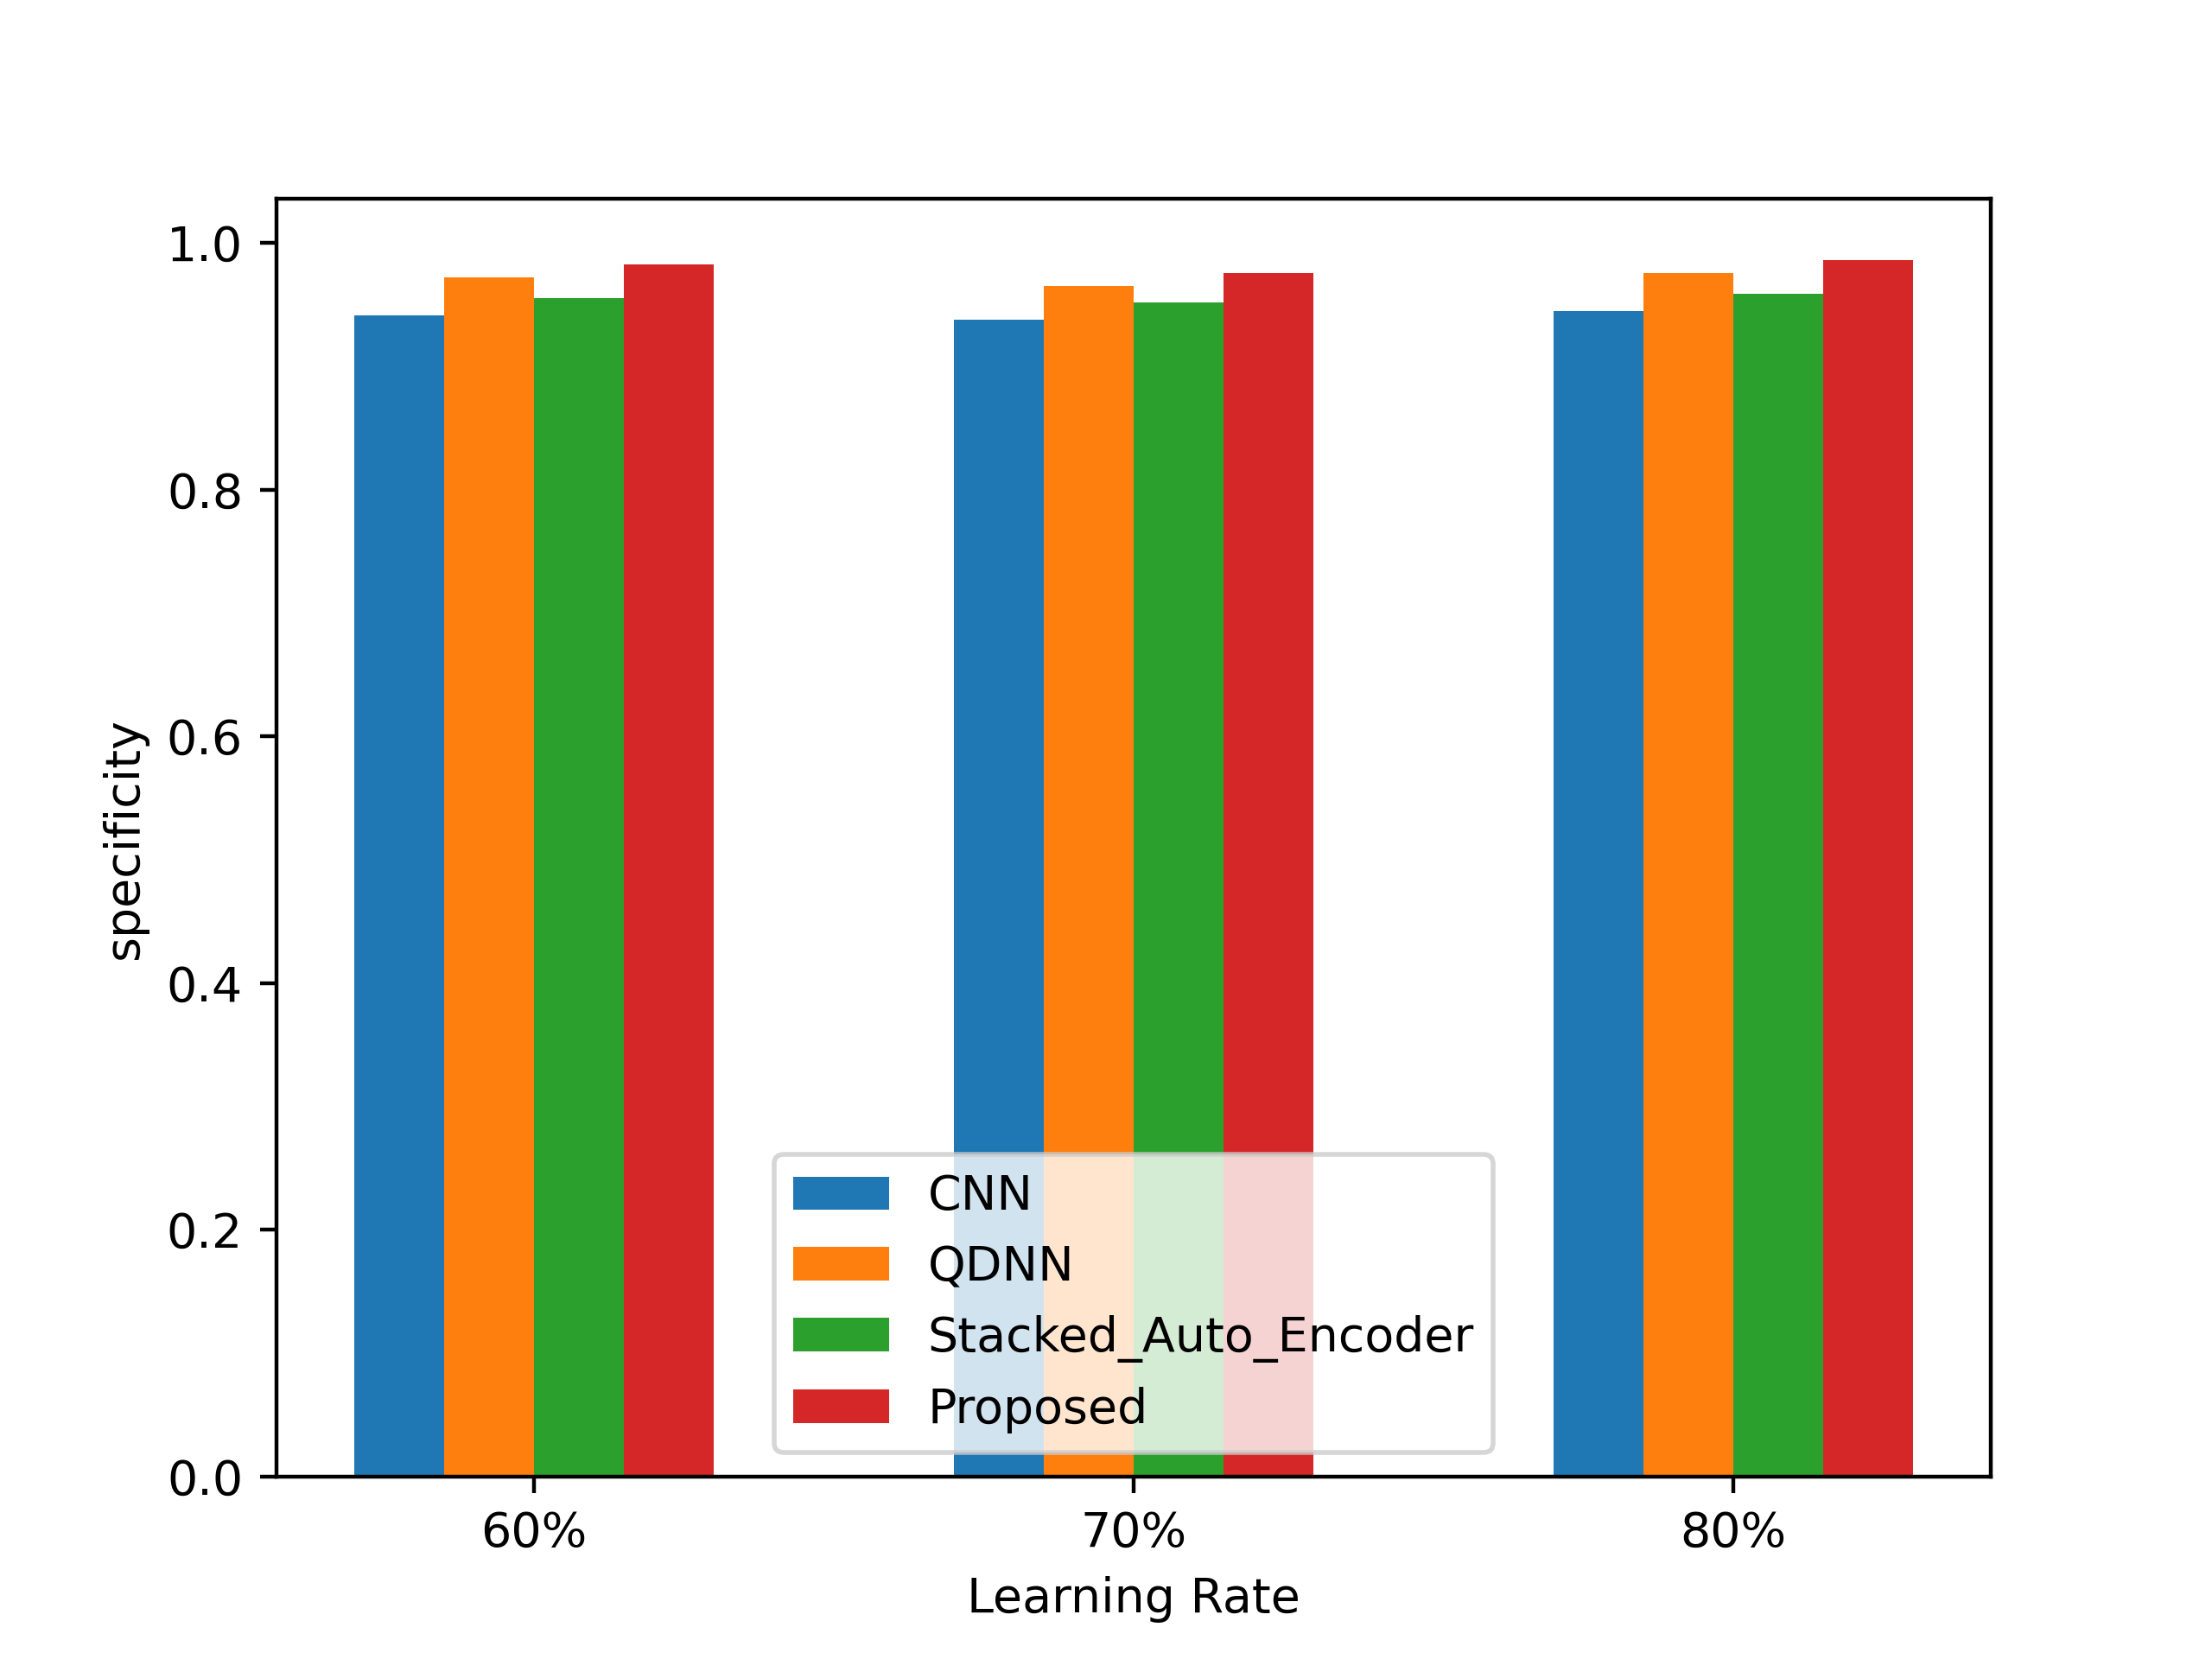 1.0
0.8
0.6
0.4
0.2
0.0
specificity
CNN
QDNN
Stacked_Auto_Encoder
Proposed
60% 70% 80%
Learning Rate